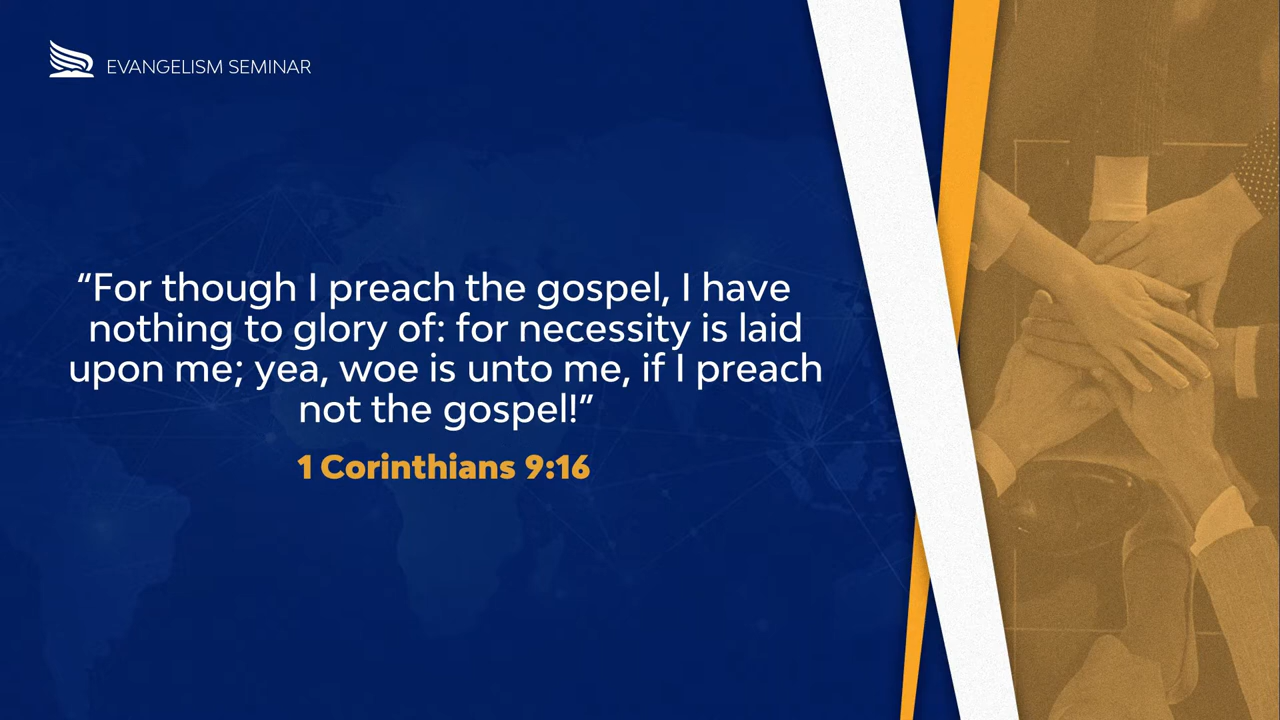 EVANGELISM SEMINAR
“For though I preach the gospel, I have
nothing to glory of: for necessity is laid
upon me; yea, woe is unto me, if I preach
not the gospel!”
1 Corinthians 9:16